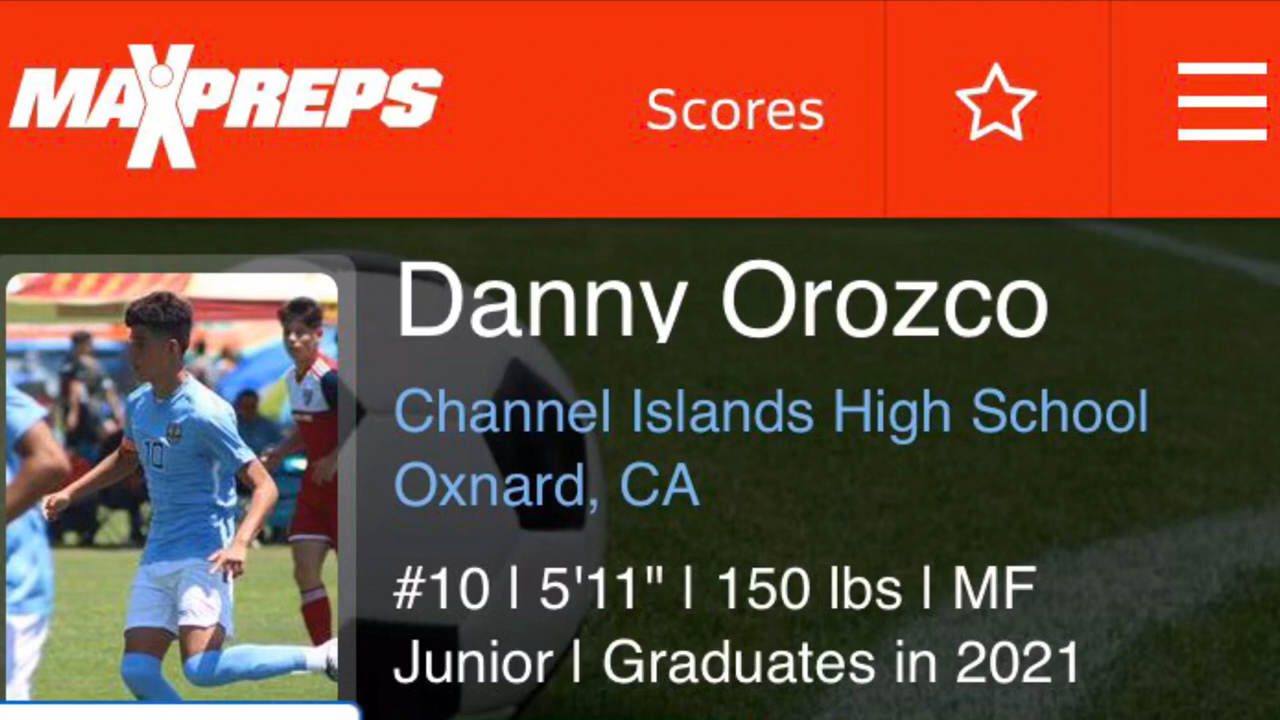 MAXPREPS
Scores
Danny Orozco
Channel Islands High School
Oxnard, CA
#10 | 5'11" | 150 lbs | MF
Junior | Graduates in 2021
10